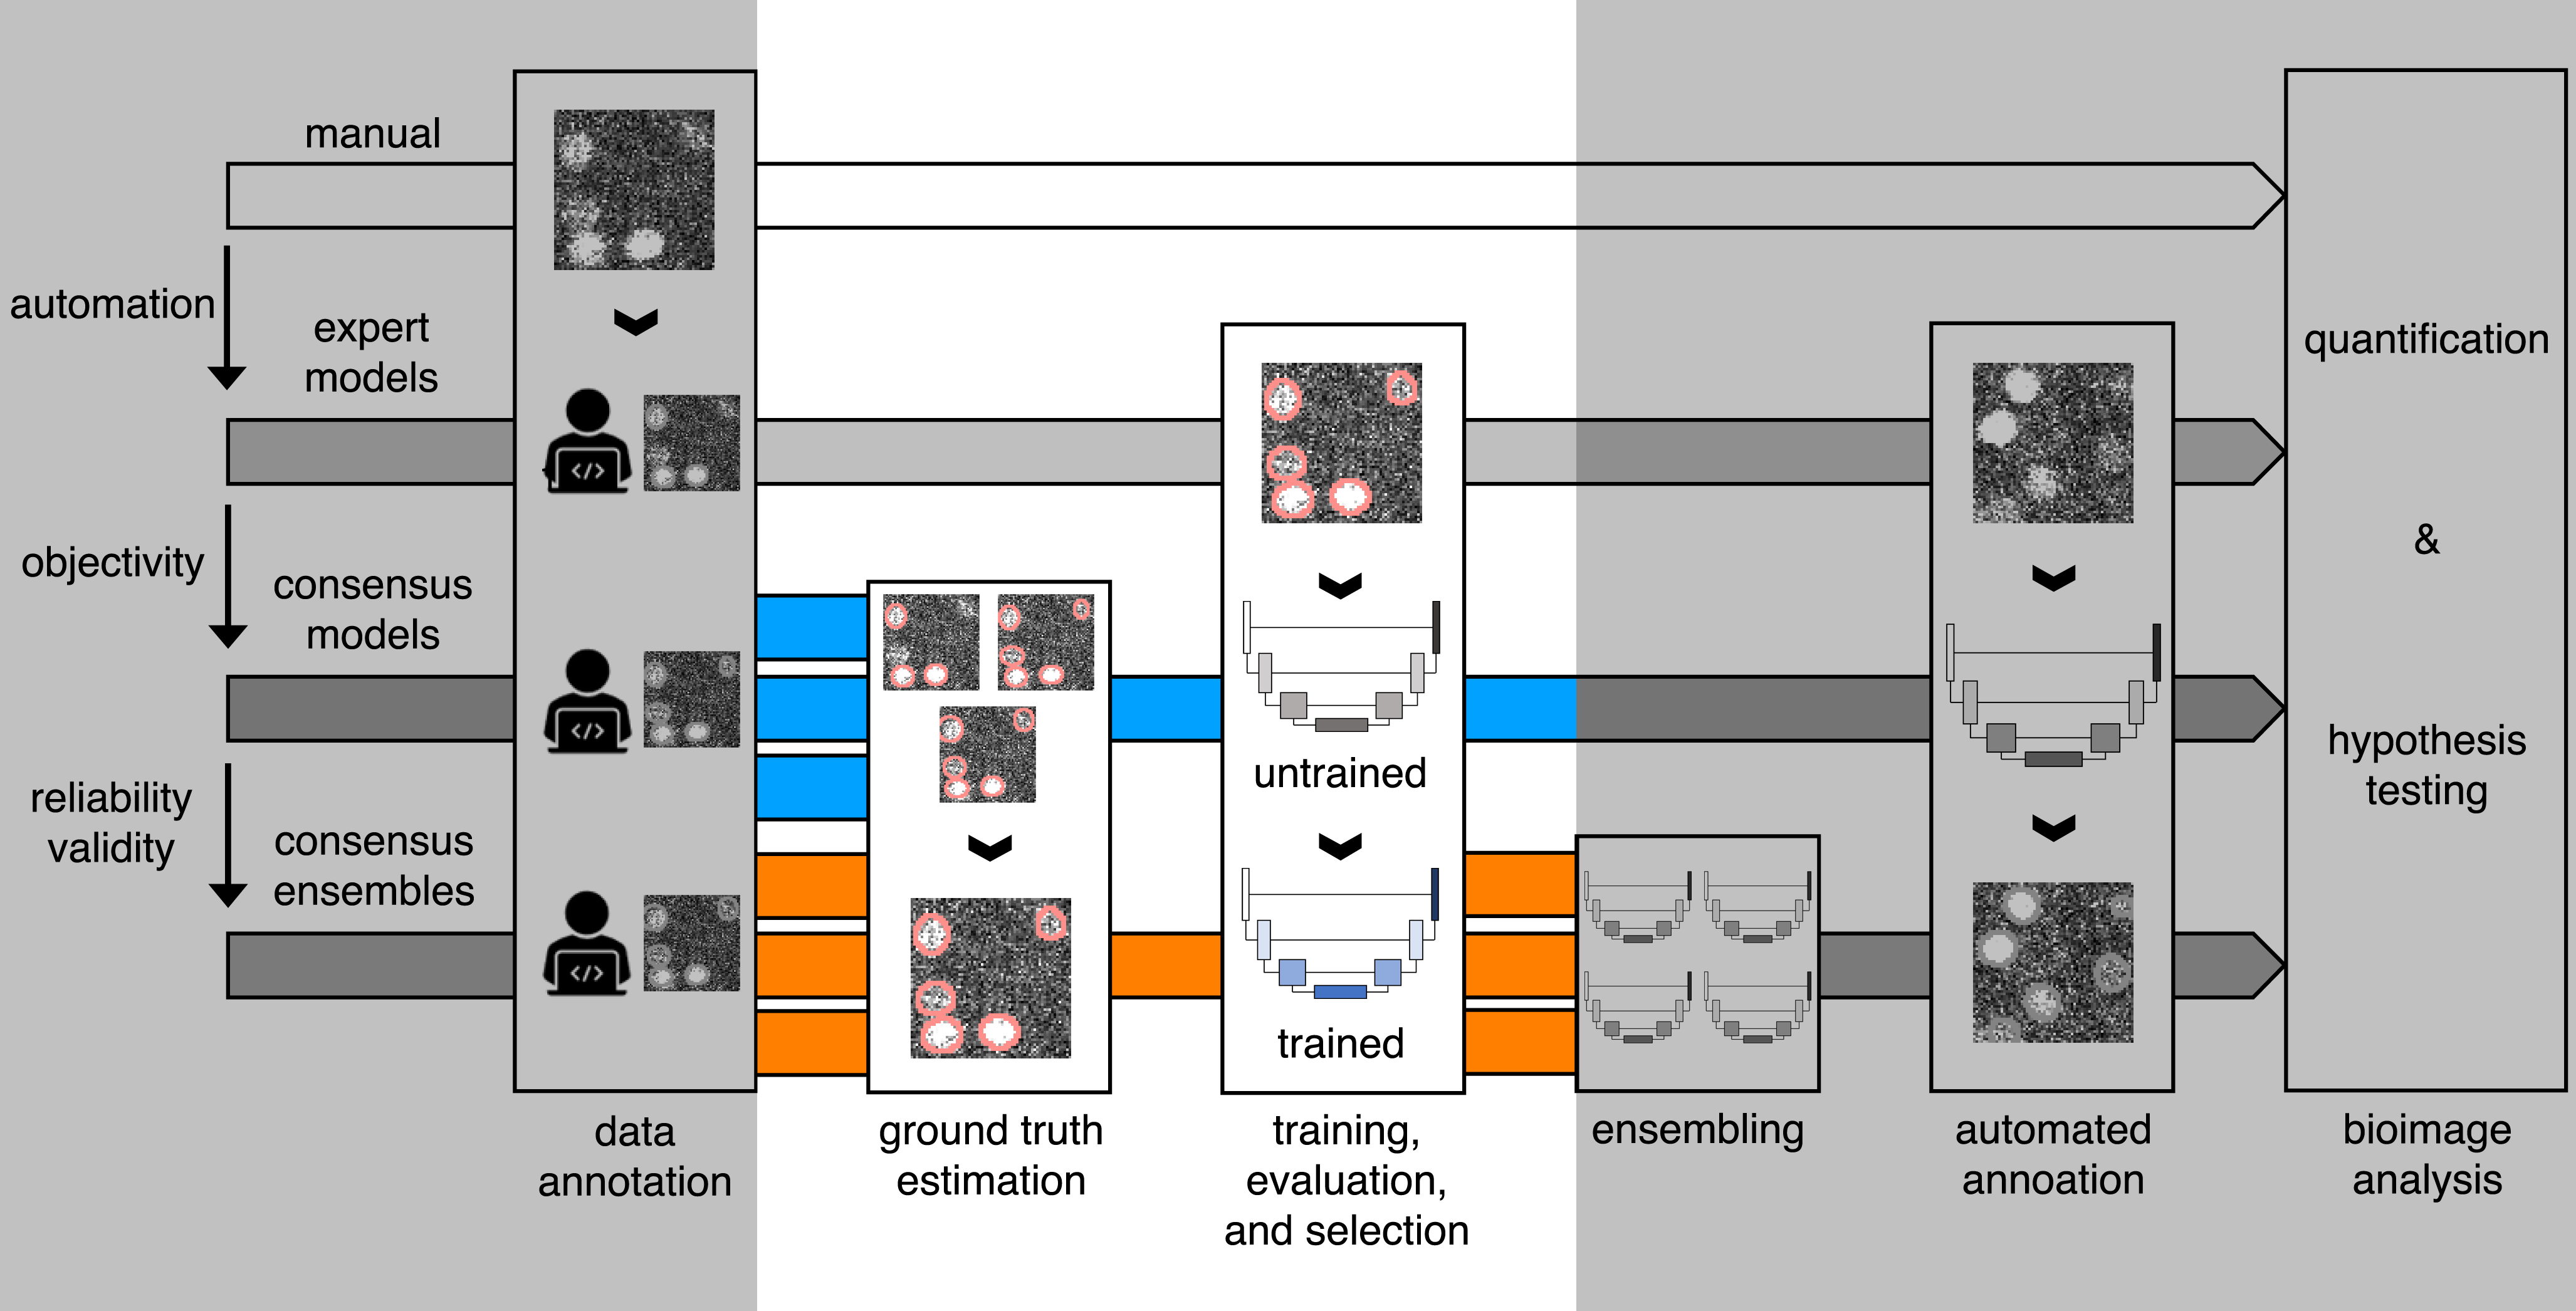 manual
automation
expert
models
objectivity
consensus
models
reliability
validity
consensus
ensembles
</>
</>
</>
untrained
trained
quantification
&
hypothesis
testing
data
annotation
ground truth
estimation
training,
evaluation,
and selection
ensembling
automated
annoation
bioimage
analysis